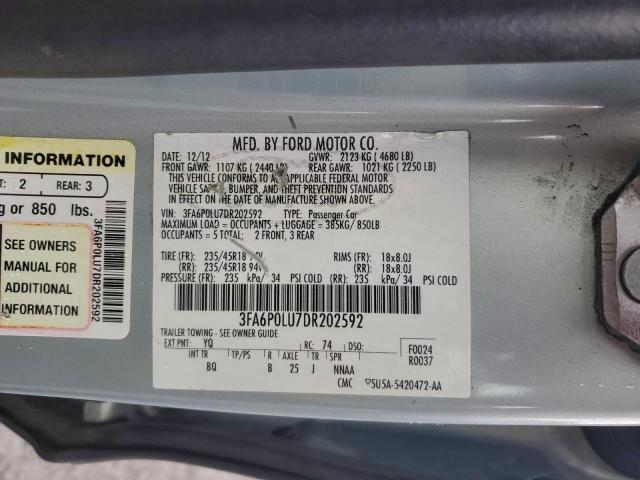 INFORMATION
T: 2 REAR: 3
g or 850 lbs.
SEE OWNERS
MANUAL FOR
ADDITIONAL
INFORMATION
3FA6P0LU7DR202592
MFD. BY FORD MOTOR CO.
12/12 GVWR: 2123 KG ( 4680 LB)
FRONT GAWR: 1107 KG ( 2440 LB) REAR GAWR: 1021 KG ( 2250 LB)
THIS VEHICLE CONFORMS TO ALL APPLICABLE FEDERAL MOTOR
VEHICLE SAFETY, BUMPER, AND THEFT PREVENTION STANDARDS
IN EFFECT ON THE DATE OF MANUFACTURE SHOWN ABOVE.
VIN: 3FA6P0LU7DR202592 TYPE: Passenger Car
MAXIMUM LOAD = OCCUPANTS + LUGGAGE = 385KG/850LB
OCCUPANTS = 5 TOTAL: 2 FRONT, 3 REAR
TIRE (FR): 235/45R18 RIMS (FR): 18x8.0J
(RR): 235/45R18 94V (RR): 18x8.0J
PRESSURE (FR): 235 kPa/ 34 PSI COLD (RR): 235 kPa/ 34 PSI COLD
3FA6P0LU7DR202592
TRAILER TOWING - SEE OWNER GUIDE
EXT PNT: YQ RC: 74 DSO: F0024
R0037
INT TR TP/PS R AXLE TR SPR
BQ B 25 J NNAA
CMC 5U5A-5420472-AA